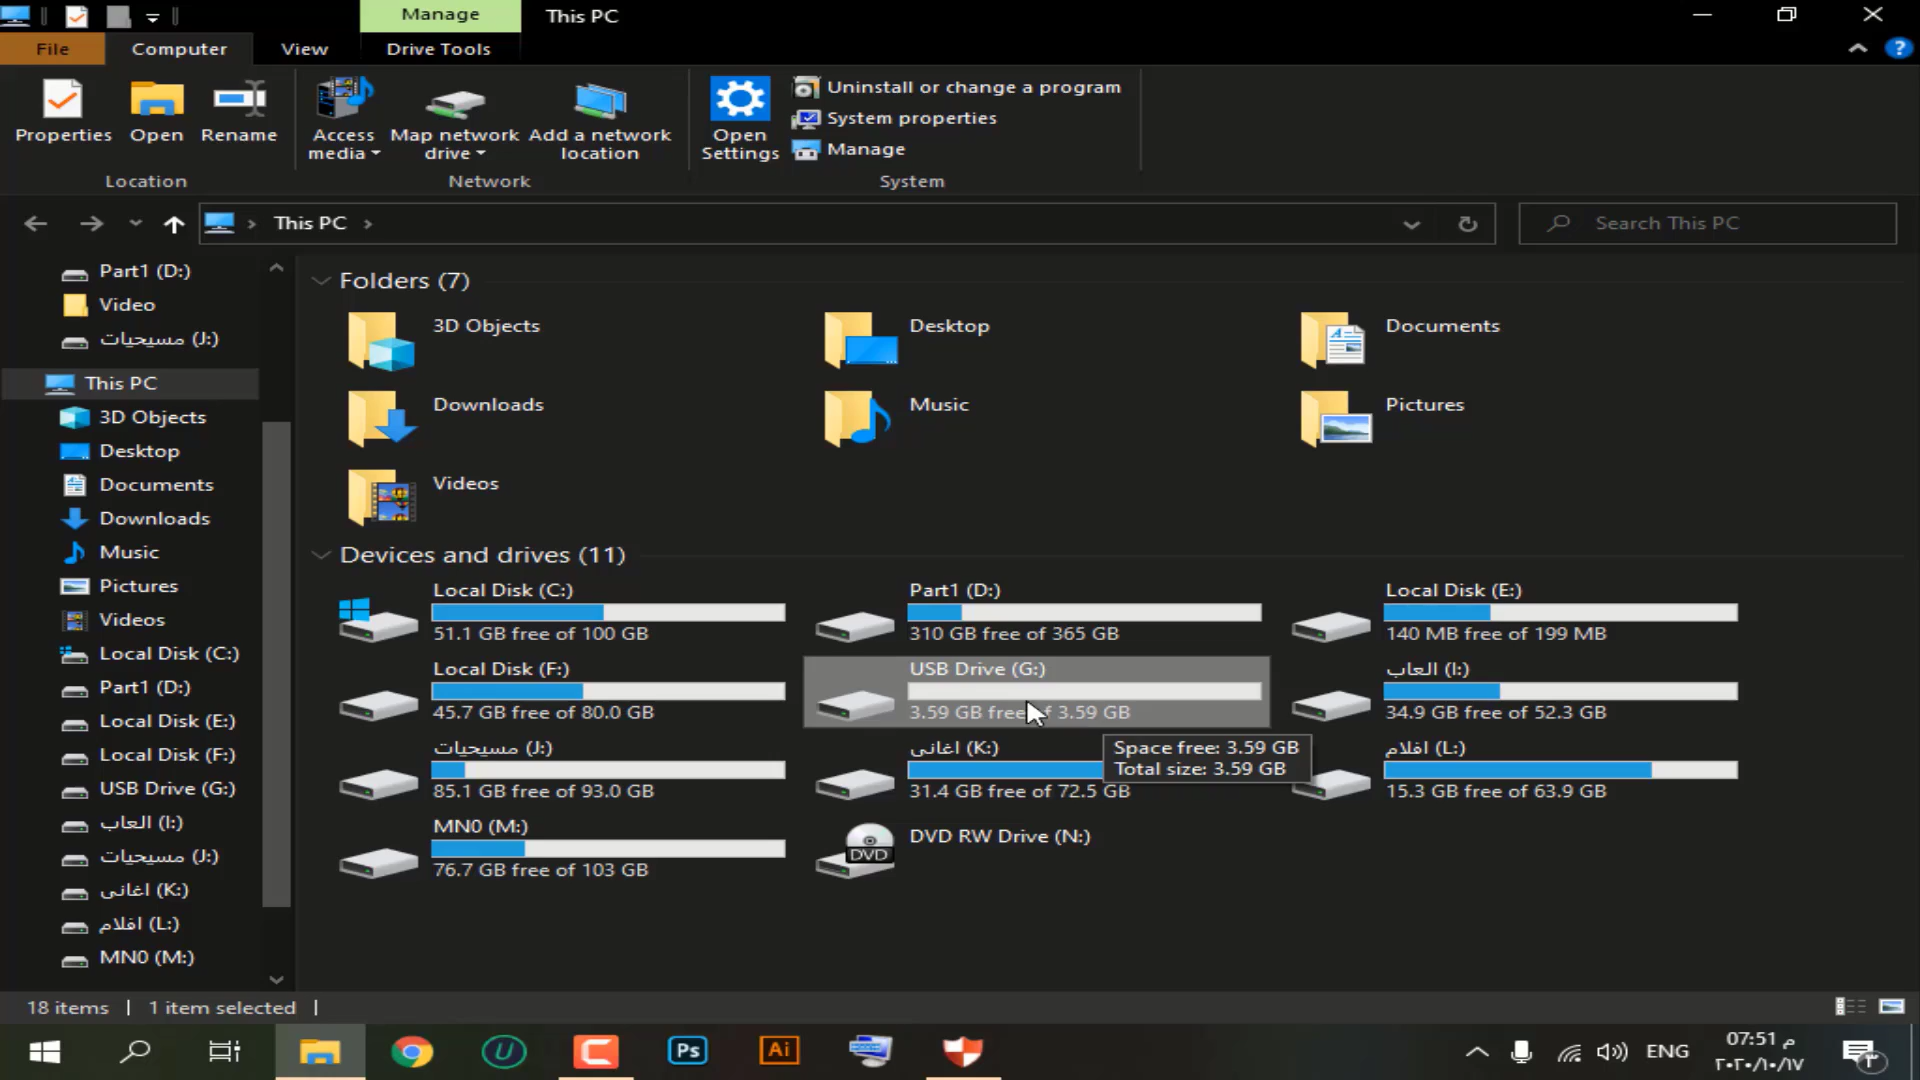 Manage
This PC
File
Computer
View
Drive Tools
Properties
Open
Rename
Access media
Map network drive
Add a network location
Open Settings
Uninstall or change a program
System properties
Manage
Location
Network
System
This PC
Search This PC
Part1 (D:)
Video
مسيحيات (J:)
This PC
3D Objects
Desktop
Documents
Downloads
Music
Pictures
Videos
Local Disk (C:)
Part1 (D:)
Local Disk (E:)
Local Disk (F:)
USB Drive (G:)
العاب (I:)
مسيحيات (J:)
اغانى (K:)
افلام (L:)
MN0 (M:)
Folders (7)
3D Objects
Desktop
Documents
Downloads
Music
Pictures
Videos
Devices and drives (11)
Local Disk (C:)
51.1 GB free of 100 GB
Part1 (D:)
310 GB free of 365 GB
Local Disk (E:)
140 MB free of 199 MB
Local Disk (F:)
45.7 GB free of 80.0 GB
USB Drive (G:)
3.59 GB free of 3.59 GB
العاب (I:)
34.9 GB free of 52.3 GB
مسيحيات (J:)
85.1 GB free of 93.0 GB
اغانى (K:)
31.4 GB free of 72.5 GB
Space free: 3.59 GB
Total size: 3.59 GB
افلام (L:)
15.3 GB free of 63.9 GB
MN0 (M:)
76.7 GB free of 103 GB
DVD
DVD RW Drive (N:)
18 items
1 item selected
Ps
Ai
ENG
07:51 م
٢٠٢٠/١٠/١٧
٣